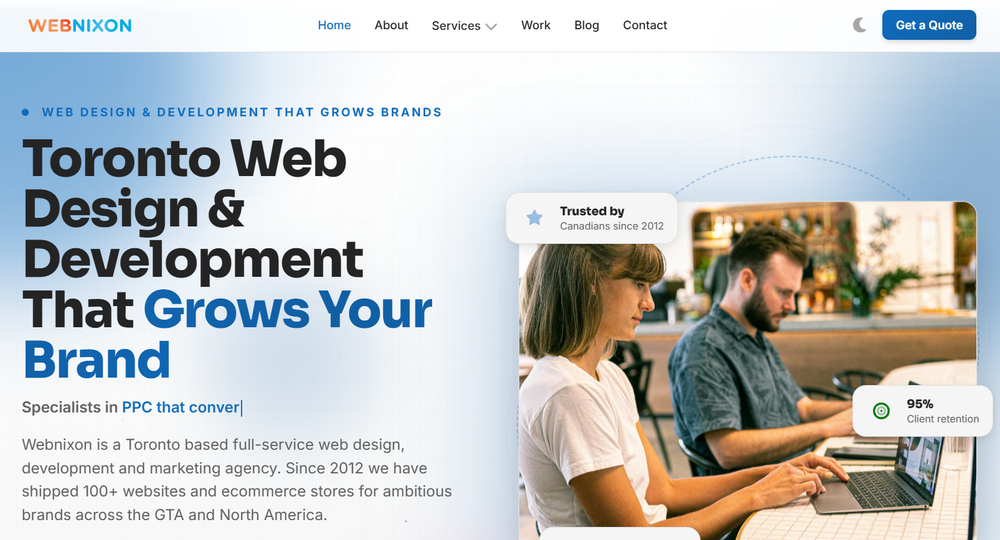 WEBNIXON
Home
About
Services
Work
Blog
Contact
Get a Quote
WEB DESIGN & DEVELOPMENT THAT GROWS BRANDS
Toronto Web
Design &
Development
That Grows Your
Brand
Specialists in PPC that conver
Webnixon is a Toronto based full-service web design,
development and marketing agency. Since 2012 we have
shipped 100+ websites and ecommerce stores for ambitious
brands across the GTA and North America.
Trusted by
Canadians since 2012
95%
Client retention